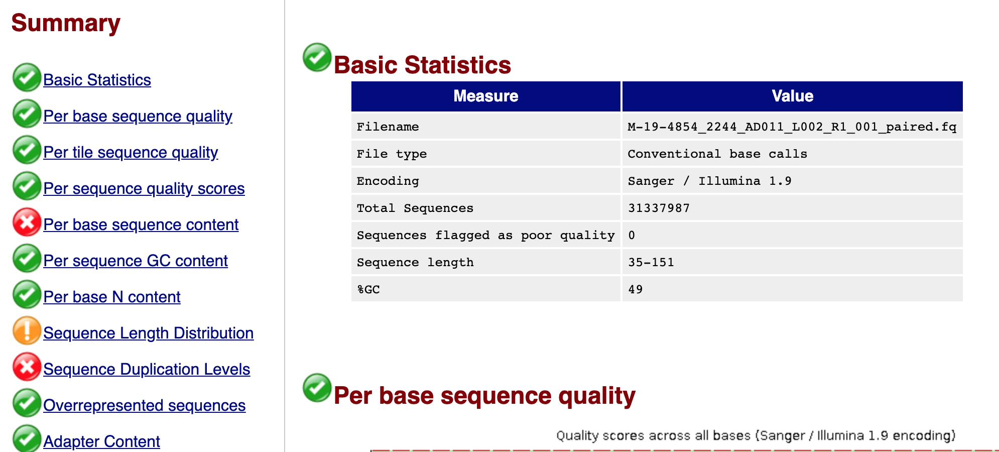 Summary
Basic Statistics
Per base sequence quality
Per tile sequence quality
Per sequence quality scores
Per base sequence content
Per sequence GC content
Per base N content
Sequence Length Distribution
Sequence Duplication Levels
Overrepresented sequences
Adapter Content
Basic Statistics
Measure Value
Filename M-19-4854_2244_AD011_L002_R1_001_paired.fq
File type Conventional base calls
Encoding Sanger / Illumina 1.9
Total Sequences 31337987
Sequences flagged as poor quality 0
Sequence length 35-151
%GC 49
Per base sequence quality
Quality scores across all bases (Sanger / Illumina 1.9 encoding)